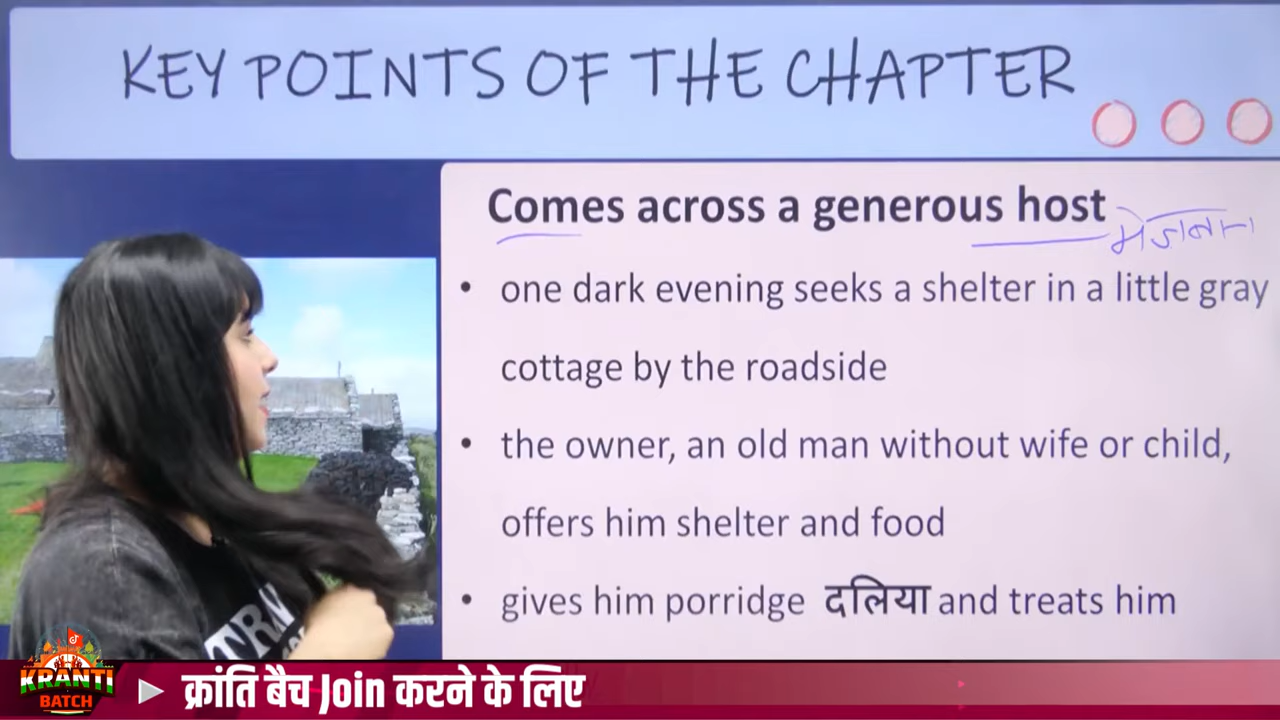 KEY POINTS OF THE CHAPTER
Comes across a generous host
• one dark evening seeks a shelter in a little gray
cottage by the roadside
• the owner, an old man without wife or child,
offers him shelter and food
• gives him porridge दलिया and treats him
KRANTI
BATCH
क्रांति बैच Join करने के लिए